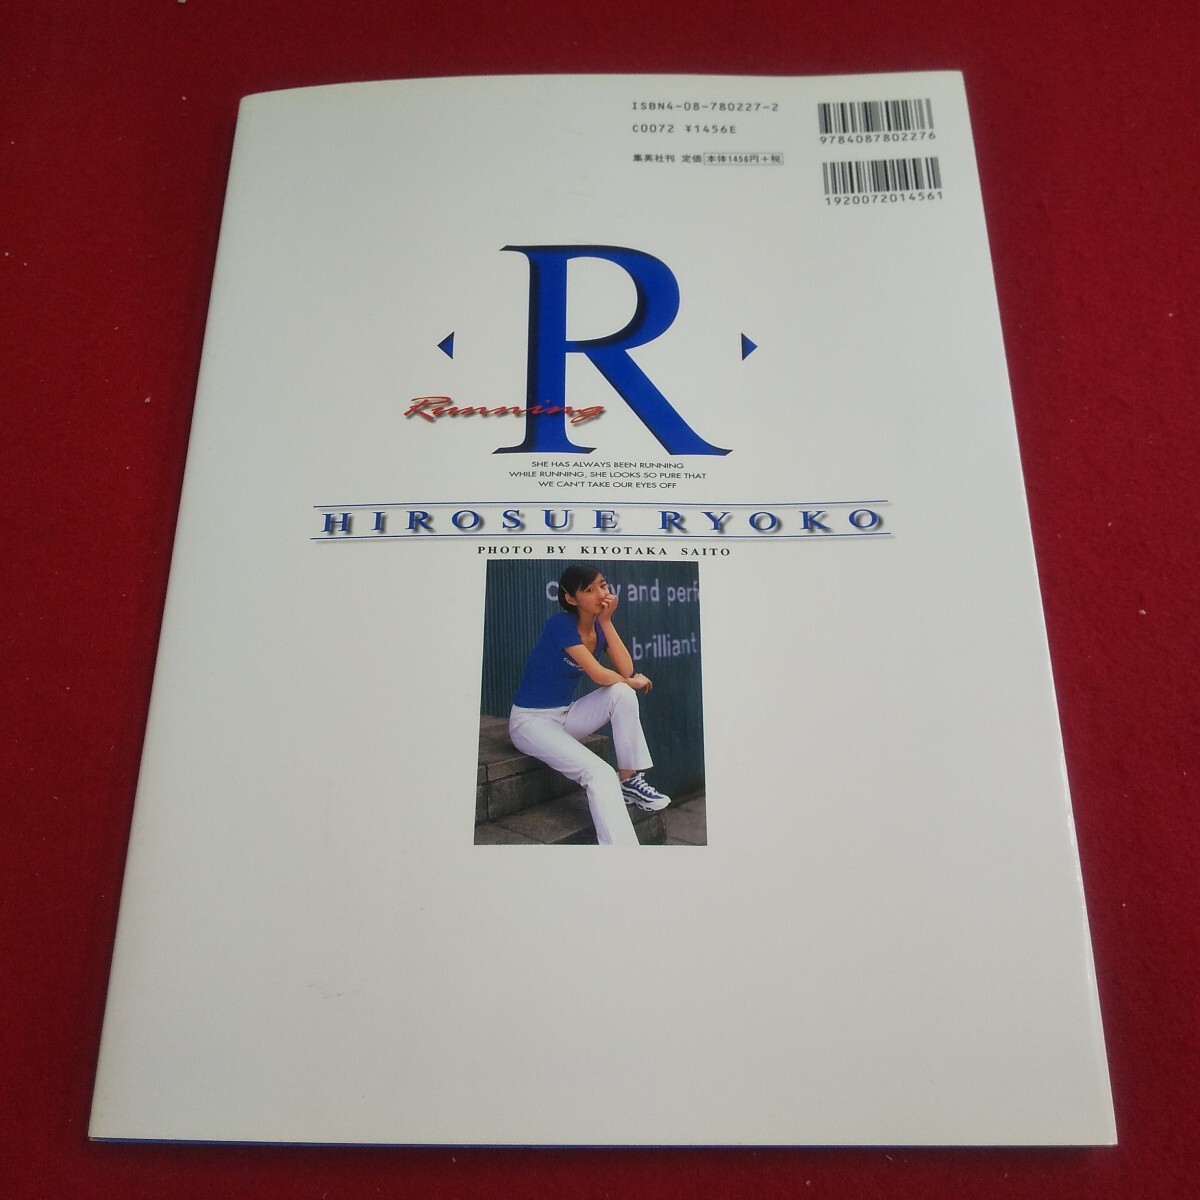 ISBN4-08-780227-2
C0072 ¥1456E
集英社刊 定価 本体1456円+税
9784087802276
1920072014561
R
Running
SHE HAS ALWAYS BEEN RUNNING
WHILE RUNNING, SHE LOOKS SO PURE THAT
WE CAN'T TAKE OUR EYES OFF
HIROSUE RYOKO
PHOTO BY KIYOTAKA SAITO
and perfe
brilliant